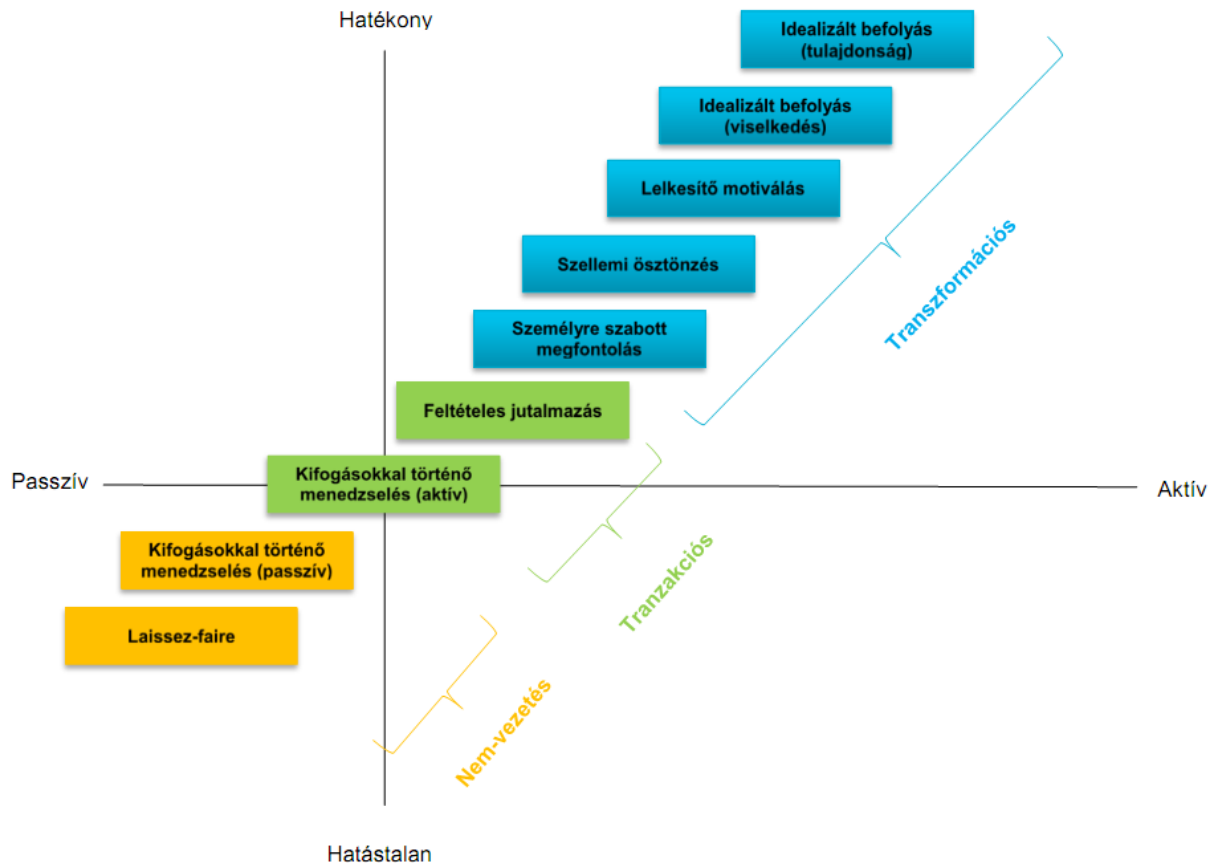 Hatékony
Idealizált befolyás
(tulajdonság)
Idealizált befolyás
(viselkedés)
Lelkesítő motiválás
Szellemi ösztönzés
Személyre szabott
megfontolás
Transzformációs
Feltételes jutalmazás
Passzív
Kifogásokkal történő
menedzselés (aktív)
Aktív
Kifogásokkal történő
menedzselés (passzív)
Tranzakciós
Laissez-faire
Nem-vezetés
Hatástalan